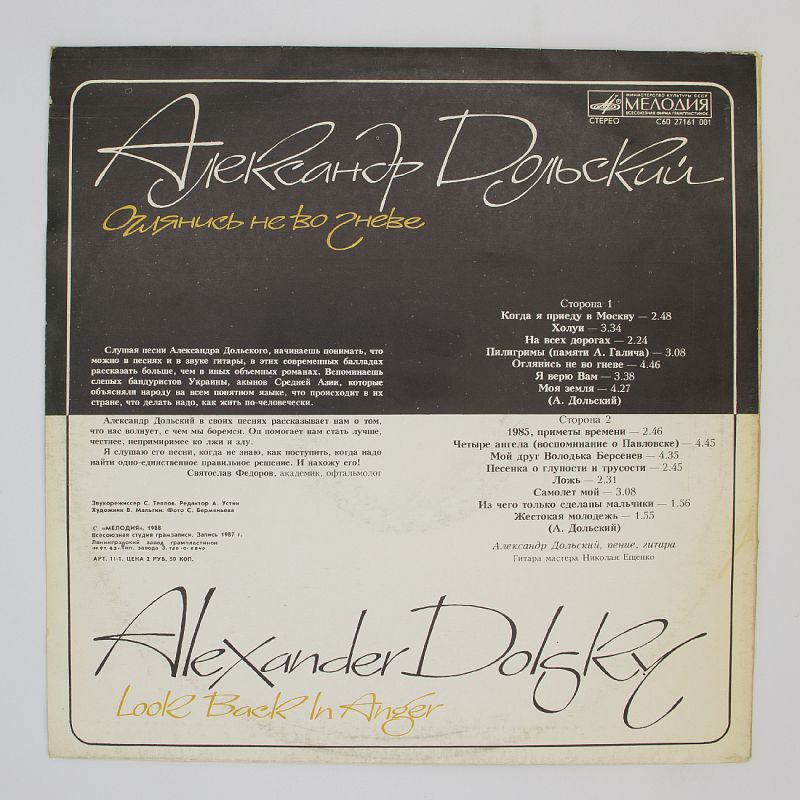 МИНИСТЕРСТВО КУЛЬТУРЫ СССР
МЕЛОДИЯ
ВСЕСОЮЗНАЯ ФИРМА ГРАМПЛАСТИНОК
СТЕРЕО С60 27161 001
Александр Дольский
Оглянись не во гневе
Сторона 1
Когда я приеду в Москву — 2.48
Холуи — 3.34
На всех дорогах — 2.24
Пилигримы (памяти А. Галича) — 3.08
Оглянись не во гневе — 4.46
Я верю Вам — 3.38
Моя земля — 4.27
(А. Дольский)
Слушая песни Александра Дольского, начинаешь понимать, что
можно в песнях и в звуке гитары, в этих современных балладах
рассказать больше, чем в иных объемных романах. Вспоминаешь
слепых бандуристов Украины, акынов Средней Азии, которые
объясняли народу на всем понятном языке, что происходит в их
стране, что делать надо, как жить по-человечески.
Александр Дольский в своих песнях рассказывает нам о том,
что нас волнует, с чем мы боремся. Он помогает нам стать лучше,
честнее, непримиримее ко лжи и злу.
Я слушаю его песни, когда не знаю, как поступить, когда надо
найти одно-единственное правильное решение. И нахожу его!
Святослав Федоров, академик, офтальмолог
Сторона 2
1985, приметы времени — 2.46
Четыре ангела (воспоминание о Павловске) — 4.45
Мой друг Володька Берсенев — 4.35
Песенка о глупости и трусости — 2.45
Ложь — 2.31
Самолет мой — 3.08
Из чего только сделаны мальчики — 1.56
Жестокая молодежь — 1.55
(А. Дольский)
Александр Дольский, пение, гитара
Гитара мастера Николая Ещенко
Звукорежиссер С. Теплов. Редактор А. Устин
Художник В. Малыгин. Фото С. Берменьева
© «МЕЛОДИЯ», 1988
Всесоюзная студия грамзаписи. Запись 1987 г.
Ленинградский завод грампластинок
АРТ. 11-1. ЦЕНА 2 РУБ. 50 КОП.
Alexander Dolsky
Look Back In Anger